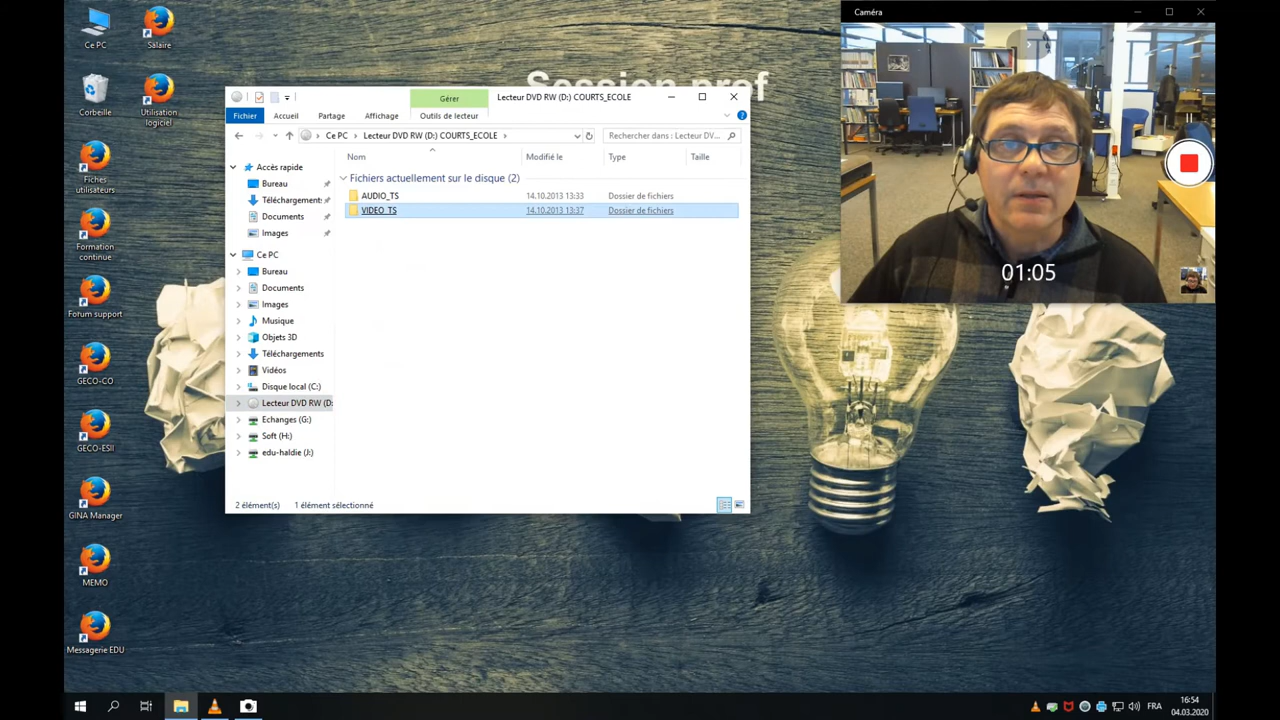 Ce PC
Salaire
Corbeille
Utilisation
logiciel
Fiches
utilisateurs
Formation
continue
Forum support
GECO-CO
GECO-ESII
GINA Manager
MEMO
Messagerie EDU
Session prof
Gérer
Lecteur DVD RW (D:) COURTS_ECOLE
Fichier
Accueil
Partage
Affichage
Outils de lecteur
Ce PC
Lecteur DVD RW (D:) COURTS_ECOLE
Rechercher dans : Lecteur DV...
Nom
Modifié le
Type
Taille
Fichiers actuellement sur le disque (2)
AUDIO_TS 14.10.2013 13:33 Dossier de fichiers
VIDEO_TS 14.10.2013 13:37 Dossier de fichiers
Accès rapide
Bureau
Téléchargement:
Documents
Images
Ce PC
Bureau
Documents
Images
Musique
Objets 3D
Téléchargements
Vidéos
Disque local (C:)
Lecteur DVD RW (D:
Echanges (G:)
Soft (H:)
edu-haldie (J:)
2 élément(s)
1 élément sélectionné
Caméra
01:05
FRA
16:54
04.03.2020